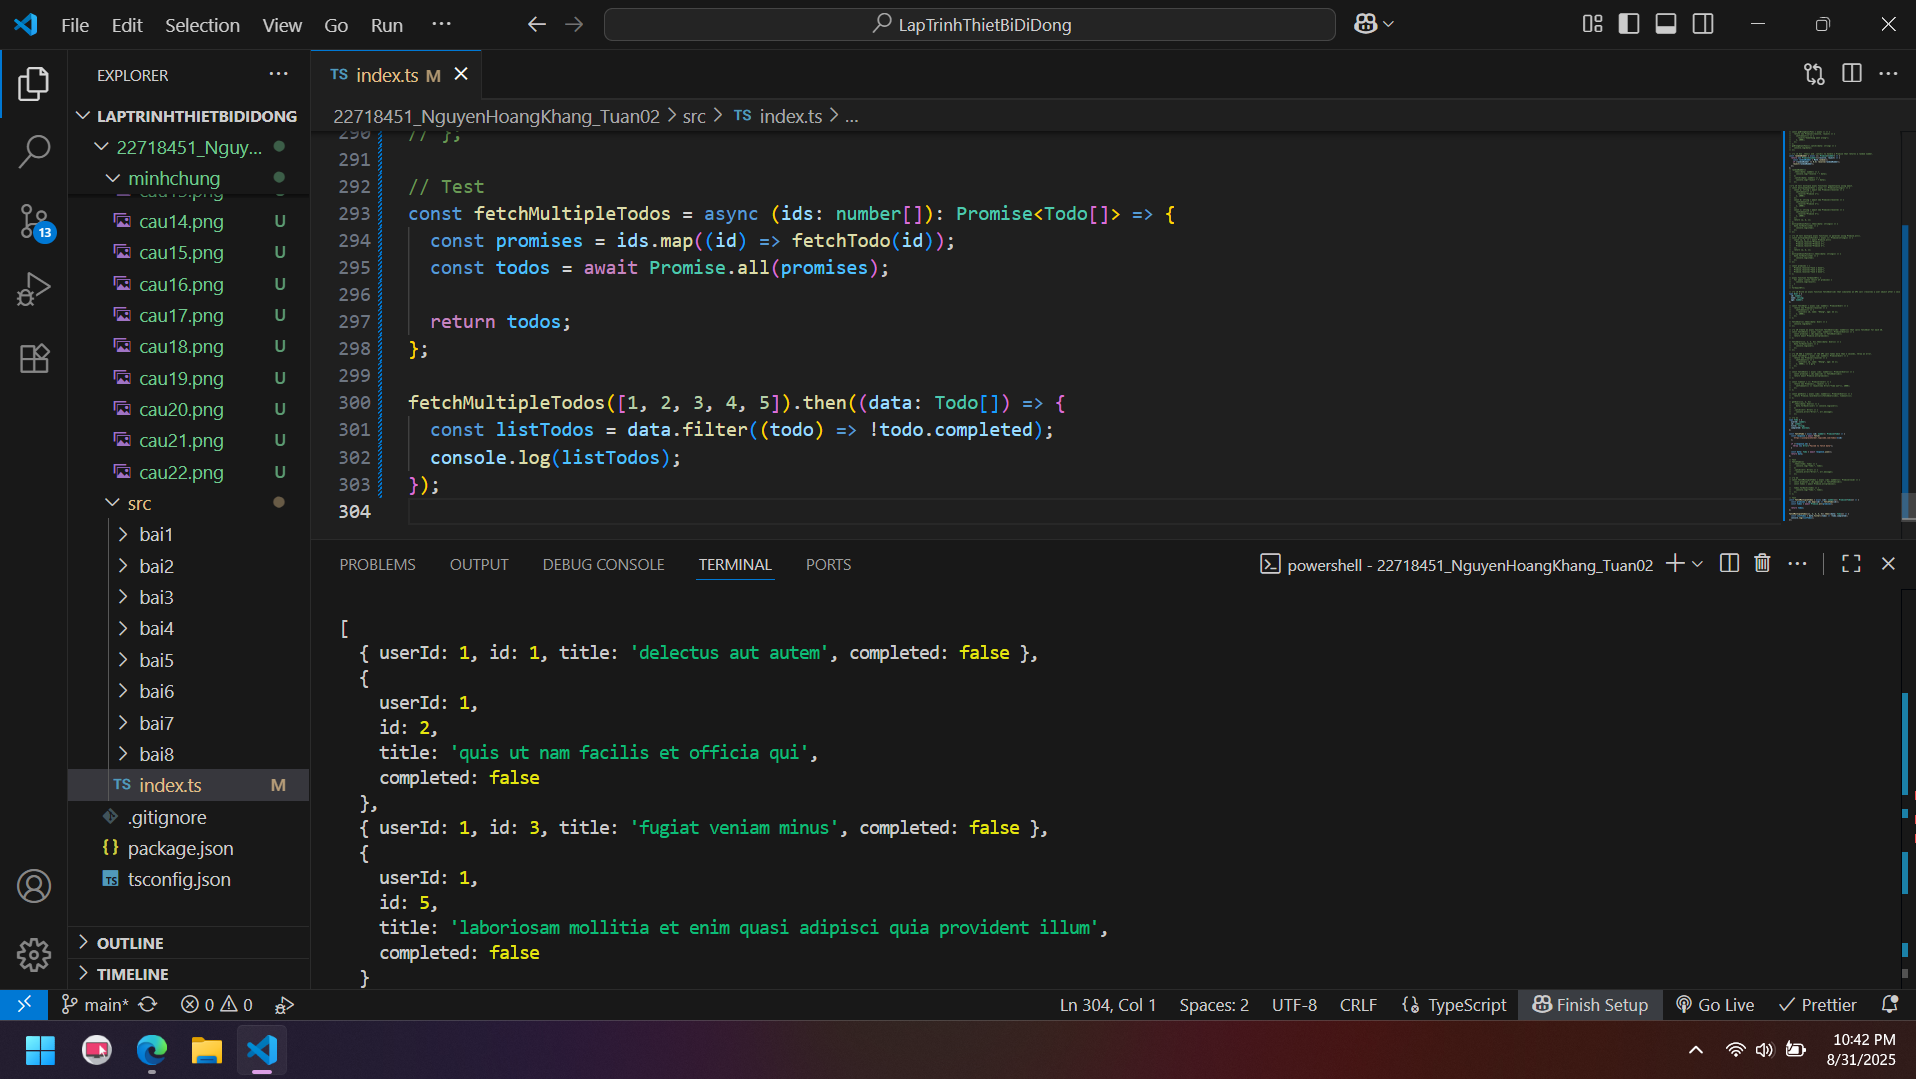 File Edit Selection View Go Run ··· LapTrinhThietBiDiDong
EXPLORER ···
LAPTRINHTHIETBIDIDONG
22718451_Nguy...
minhchung
cau14.png U
cau15.png U
cau16.png U
cau17.png U
cau18.png U
cau19.png U
cau20.png U
cau21.png U
cau22.png U
src
bai1
bai2
bai3
bai4
bai5
bai6
bai7
bai8
TS index.ts M
.gitignore
{} package.json
TS tsconfig.json
OUTLINE
TIMELINE
13
TS index.ts M
22718451_NguyenHoangKhang_Tuan02 > src > TS index.ts > ...
290 // };
291
292 // Test
293 const fetchMultipleTodos = async (ids: number[]): Promise<Todo[]> => {
294 const promises = ids.map((id) => fetchTodo(id));
295 const todos = await Promise.all(promises);
296
297 return todos;
298 };
299
300 fetchMultipleTodos([1, 2, 3, 4, 5]).then((data: Todo[]) => {
301 const listTodos = data.filter((todo) => !todo.completed);
302 console.log(listTodos);
303 });
304
PROBLEMS OUTPUT DEBUG CONSOLE TERMINAL PORTS powershell - 22718451_NguyenHoangKhang_Tuan02
[
{ userId: 1, id: 1, title: 'delectus aut autem', completed: false },
{
userId: 1,
id: 2,
title: 'quis ut nam facilis et officia qui',
completed: false
},
{ userId: 1, id: 3, title: 'fugiat veniam minus', completed: false },
{
userId: 1,
id: 5,
title: 'laboriosam mollitia et enim quasi adipisci quia provident illum',
completed: false
}
main* 0 0 Ln 304, Col 1 Spaces: 2 UTF-8 CRLF {} TypeScript Finish Setup Go Live Prettier
10:42 PM
8/31/2025